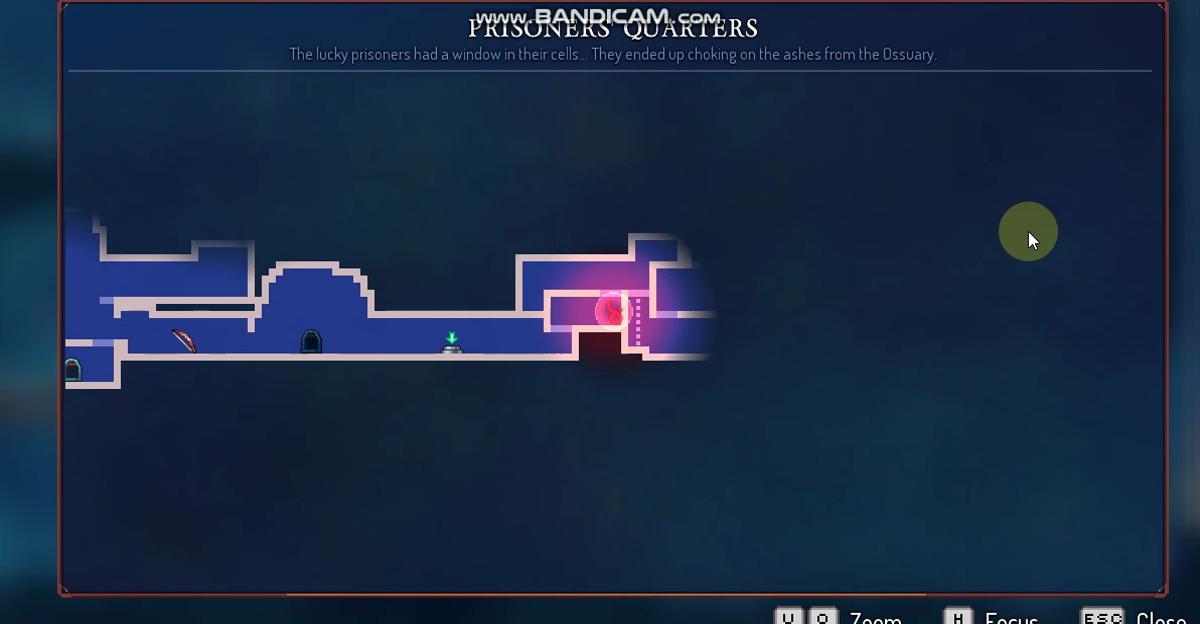 www.BANDICAM.com
PRISONERS' QUARTERS
The lucky prisoners had a window in their cells... They ended up choking on the ashes from the Ossuary.
Zoom H Focus ESC Close